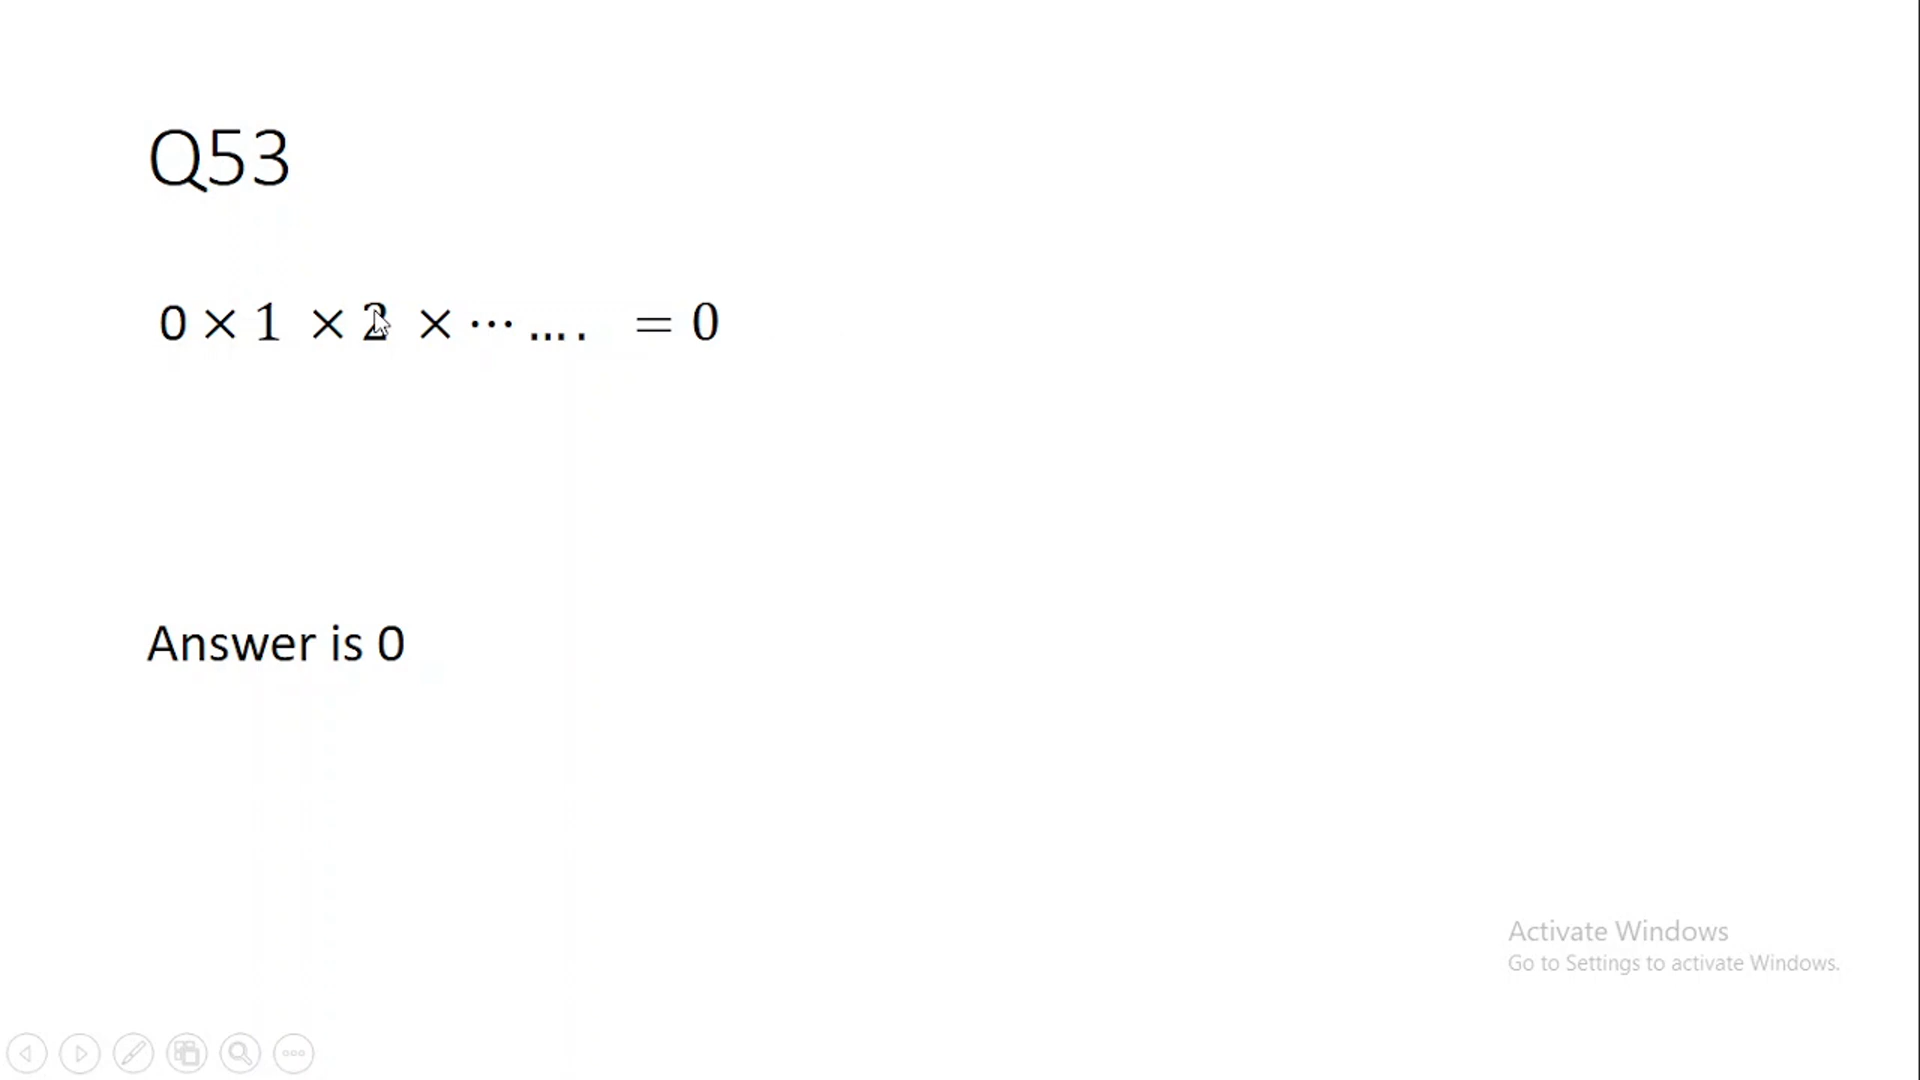 Q53
0 × 1 × 2 × ⋯ … . = 0
Answer is 0
Activate Windows
Go to Settings to activate Windows.